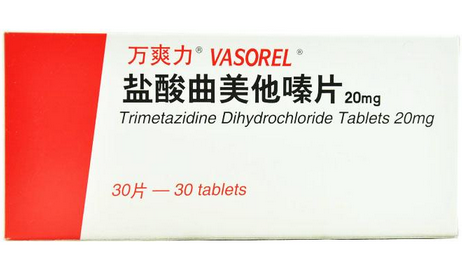 万爽力® VASOREL®
盐酸曲美他嗪片 20mg
Trimetazidine Dihydrochloride Tablets 20mg
30片 — 30 tablets